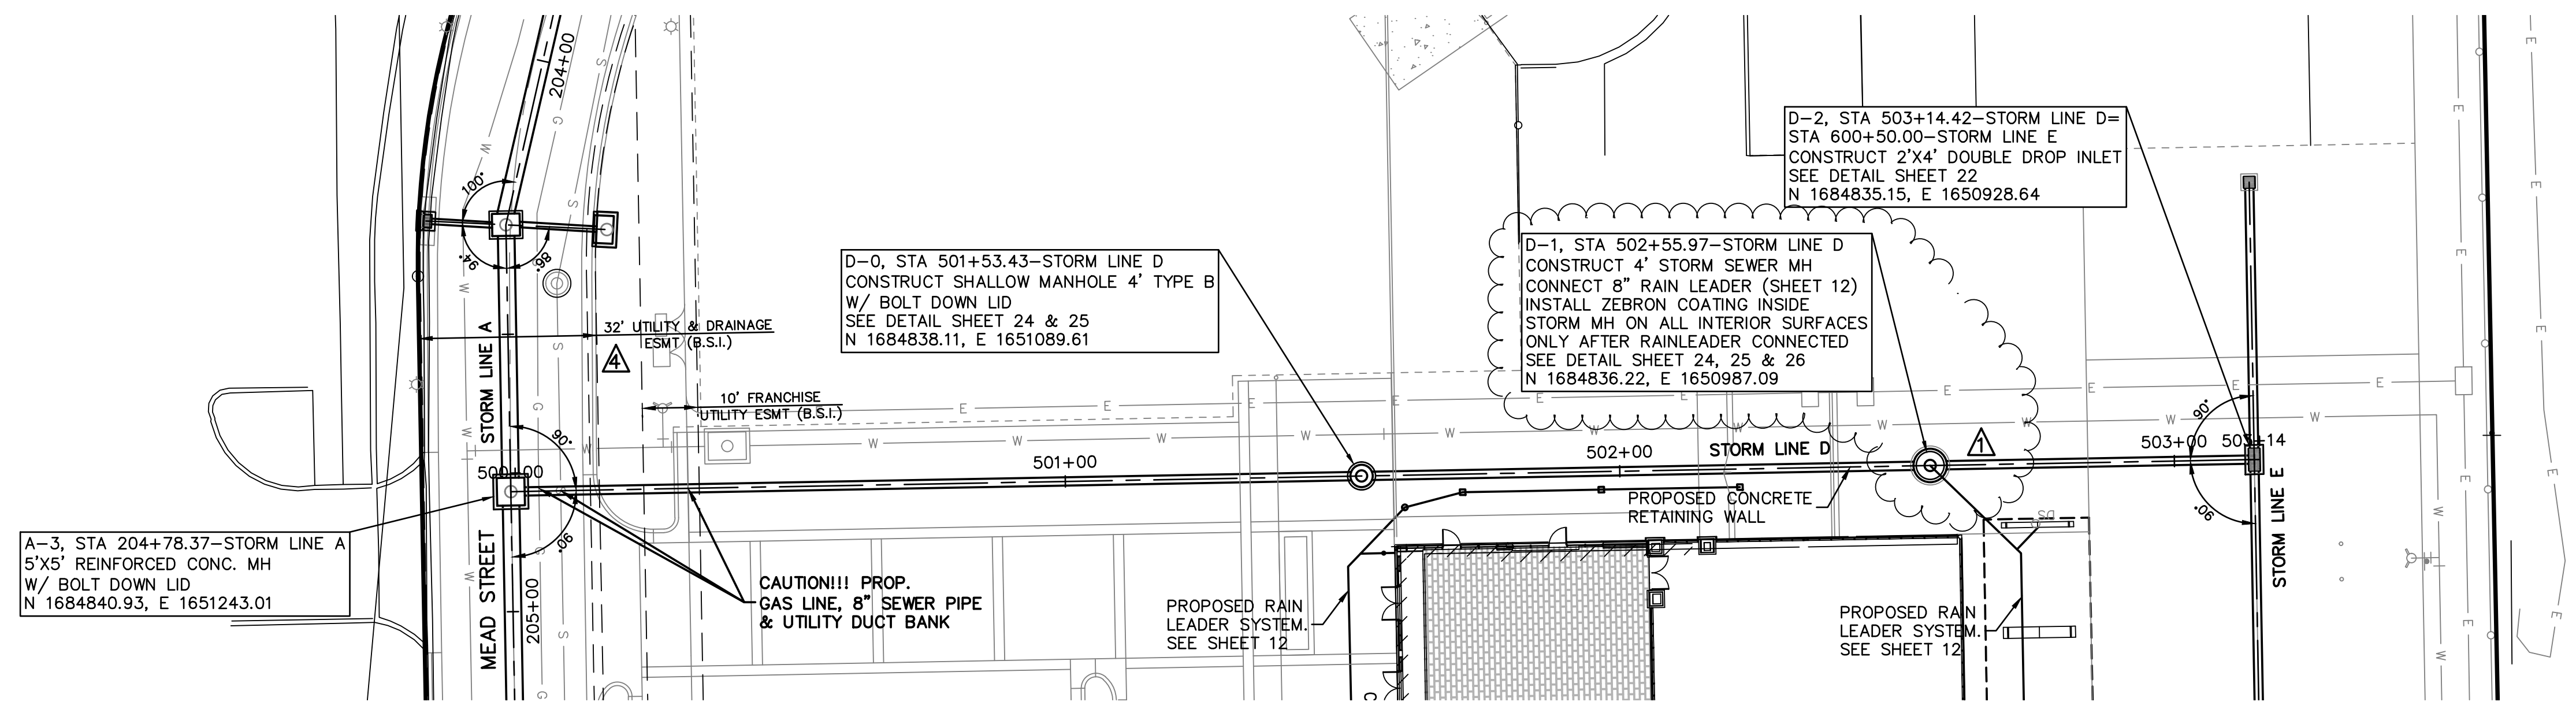 204+00
100°
94°
86°
STORM LINE A
32' UTILITY & DRAINAGE
ESMT (B.S.I.)
4
10' FRANCHISE
UTILITY ESMT (B.S.I.)
90°
500+00
90°
A-3, STA 204+78.37-STORM LINE A
5'X5' REINFORCED CONC. MH
W/ BOLT DOWN LID
N 1684840.93, E 1651243.01
MEAD STREET
205+00
CAUTION!!! PROP.
GAS LINE, 8" SEWER PIPE
& UTILITY DUCT BANK
501+00
D-0, STA 501+53.43-STORM LINE D
CONSTRUCT SHALLOW MANHOLE 4' TYPE B
W/ BOLT DOWN LID
SEE DETAIL SHEET 24 & 25
N 1684838.11, E 1651089.61
PROPOSED RAIN
LEADER SYSTEM.
SEE SHEET 12
D-1, STA 502+55.97-STORM LINE D
CONSTRUCT 4' STORM SEWER MH
CONNECT 8" RAIN LEADER (SHEET 12)
INSTALL ZEBRON COATING INSIDE
STORM MH ON ALL INTERIOR SURFACES
ONLY AFTER RAINLEADER CONNECTED
SEE DETAIL SHEET 24, 25 & 26
N 1684836.22, E 1650987.09
502+00
STORM LINE D
1
PROPOSED CONCRETE
RETAINING WALL
PROPOSED RAIN
LEADER SYSTEM.
SEE SHEET 12
D-2, STA 503+14.42-STORM LINE D=
STA 600+50.00-STORM LINE E
CONSTRUCT 2'X4' DOUBLE DROP INLET
SEE DETAIL SHEET 22
N 1684835.15, E 1650928.64
503+00
503+14
90°
90°
STORM LINE E